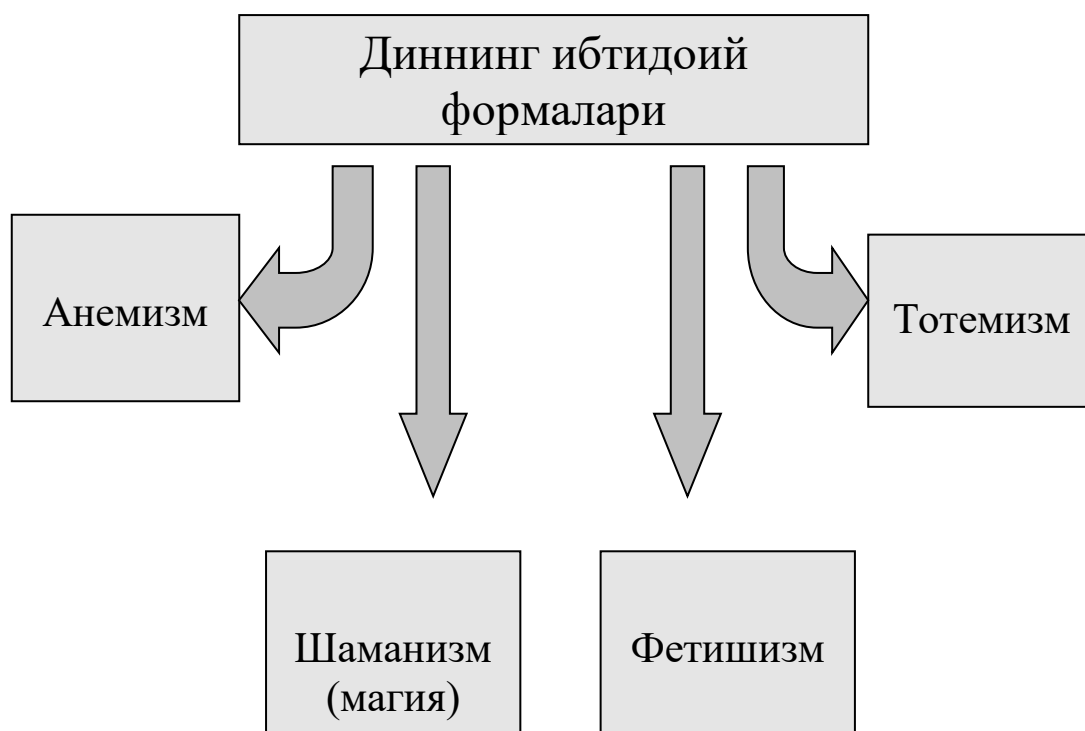 Диннинг ибтидоий
формалари
Анемизм
Тотемизм
Шаманизм
(магия)
Фетишизм